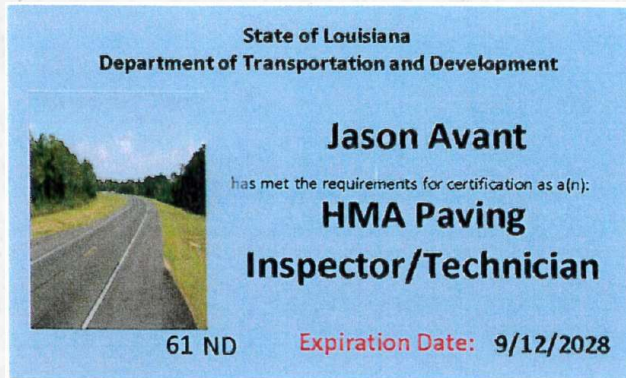 State of Louisiana
Department of Transportation and Development
Jason Avant
has met the requirements for certification as a(n):
HMA Paving
Inspector/Technician
61 ND
Expiration Date: 9/12/2028